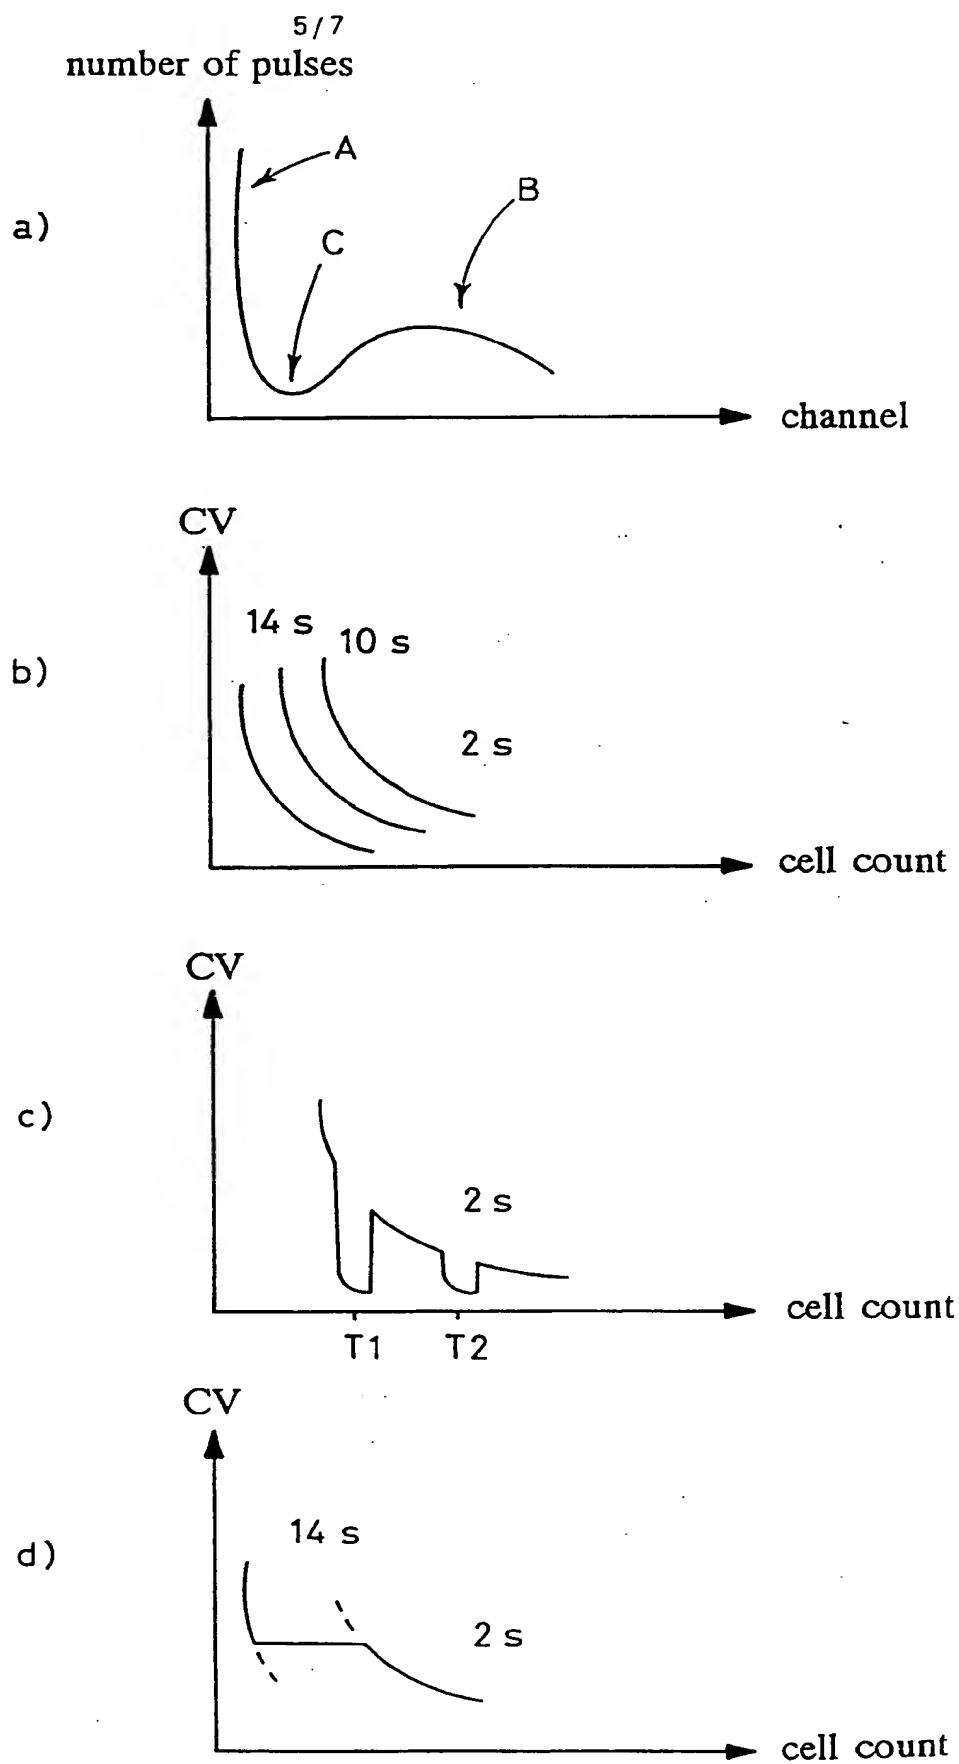 5/7
number of pulses
a)
A
B
C
channel
CV
b)
14 s
10 s
2 s
cell count
CV
c)
2 s
cell count
T1 T2
CV
d)
14 s
2 s
cell count